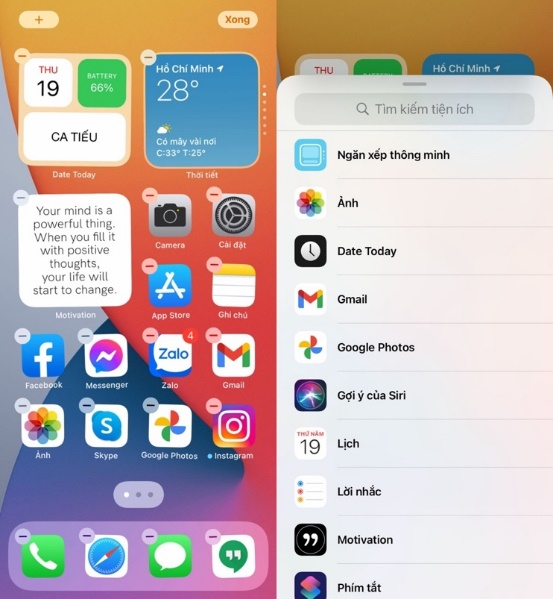 Xong
THU
19
BATTERY
66%
CA TIẾU
Date Today
Hồ Chí Minh
28°
Có mây vài nơi
C:33° T:25°
Thời tiết
Your mind is a
powerful thing.
When you fill it
with positive
thoughts,
your life will
start to change.
Motivation
Camera
Cài đặt
App Store
Ghi chú
Facebook
Messenger
Zalo
4
Zalo
Gmail
Ảnh
Skype
Google Photos
Instagram
THU
BATTERY
Hồ Chí Minh
Tìm kiếm tiện ích
Ngăn xếp thông minh
Ảnh
Date Today
Gmail
Google Photos
Gợi ý của Siri
THỨ NĂM
19
Lịch
Lời nhắc
Motivation
Phím tắt